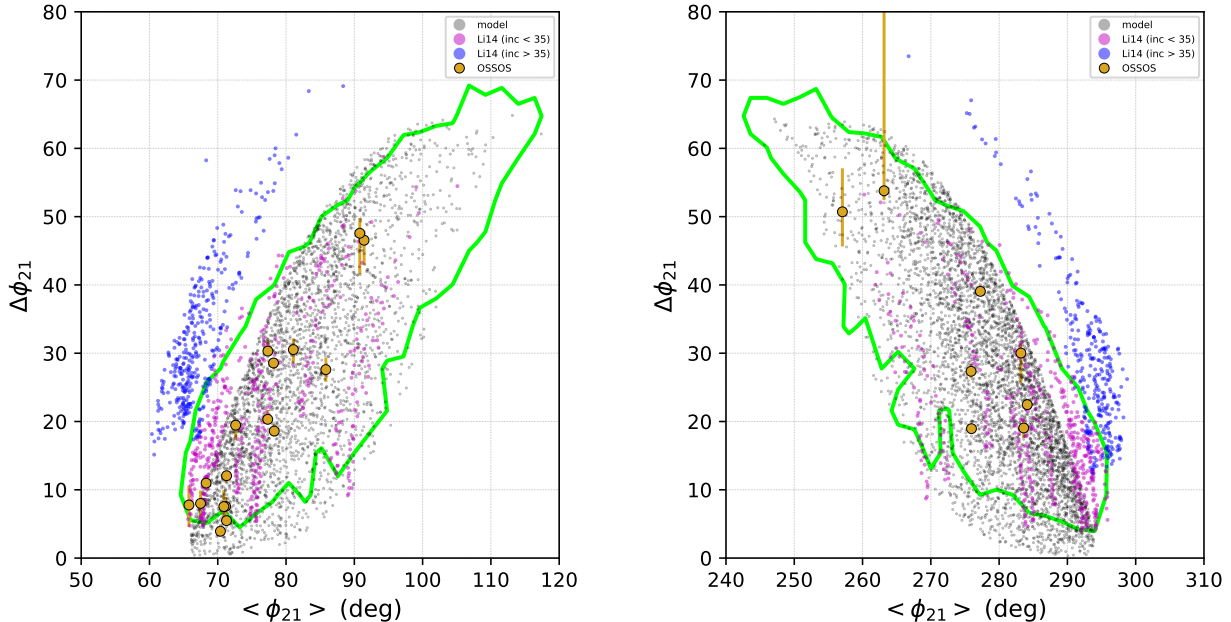 80
70
60
50
40
30
20
10
0
Δϕ21
50 60 70 80 90 100 110 120
< ϕ21 > (deg)
model
Li14 (inc < 35)
Li14 (inc > 35)
OSSOS
80
70
60
50
40
30
20
10
0
Δϕ21
240 250 260 270 280 290 300 310
< ϕ21 > (deg)
model
Li14 (inc < 35)
Li14 (inc > 35)
OSSOS